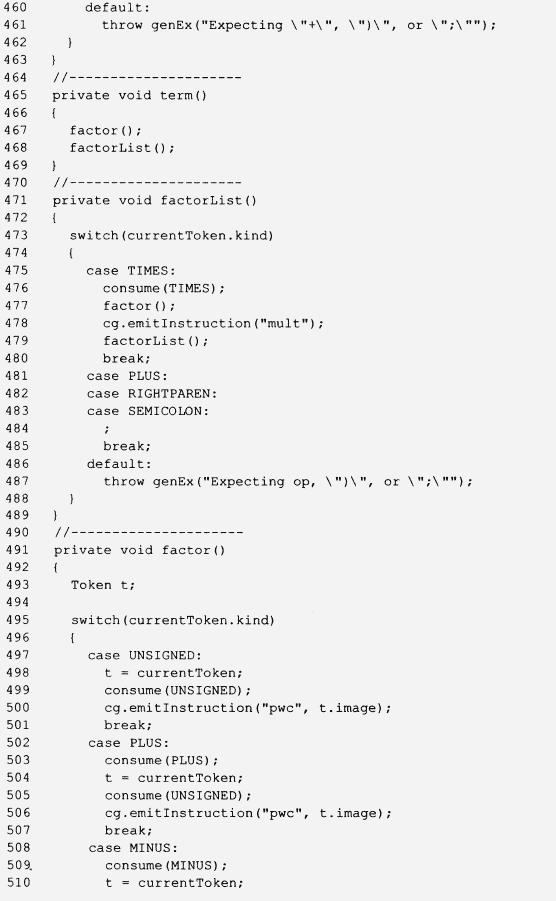 460       default:
461         throw genEx("Expecting \"+\", \")\", or \";\"");
462     }
463   }
464   //---------------------
465   private void term()
466   {
467     factor();
468     factorList();
469   }
470   //---------------------
471   private void factorList()
472   {
473     switch(currentToken.kind)
474     {
475       case TIMES:
476         consume(TIMES);
477         factor();
478         cg.emitInstruction("mult");
479         factorList();
480         break;
481       case PLUS:
482       case RIGHTPAREN:
483       case SEMICOLON:
484         ;
485         break;
486       default:
487         throw genEx("Expecting op, \")\", or \";\"");
488     }
489   }
490   //---------------------
491   private void factor()
492   {
493     Token t;
494
495     switch(currentToken.kind)
496     {
497       case UNSIGNED:
498         t = currentToken;
499         consume(UNSIGNED);
500         cg.emitInstruction("pwc", t.image);
501         break;
502       case PLUS:
503         consume(PLUS);
504         t = currentToken;
505         consume(UNSIGNED);
506         cg.emitInstruction("pwc", t.image);
507         break;
508       case MINUS:
509         consume(MINUS);
510         t = currentToken;